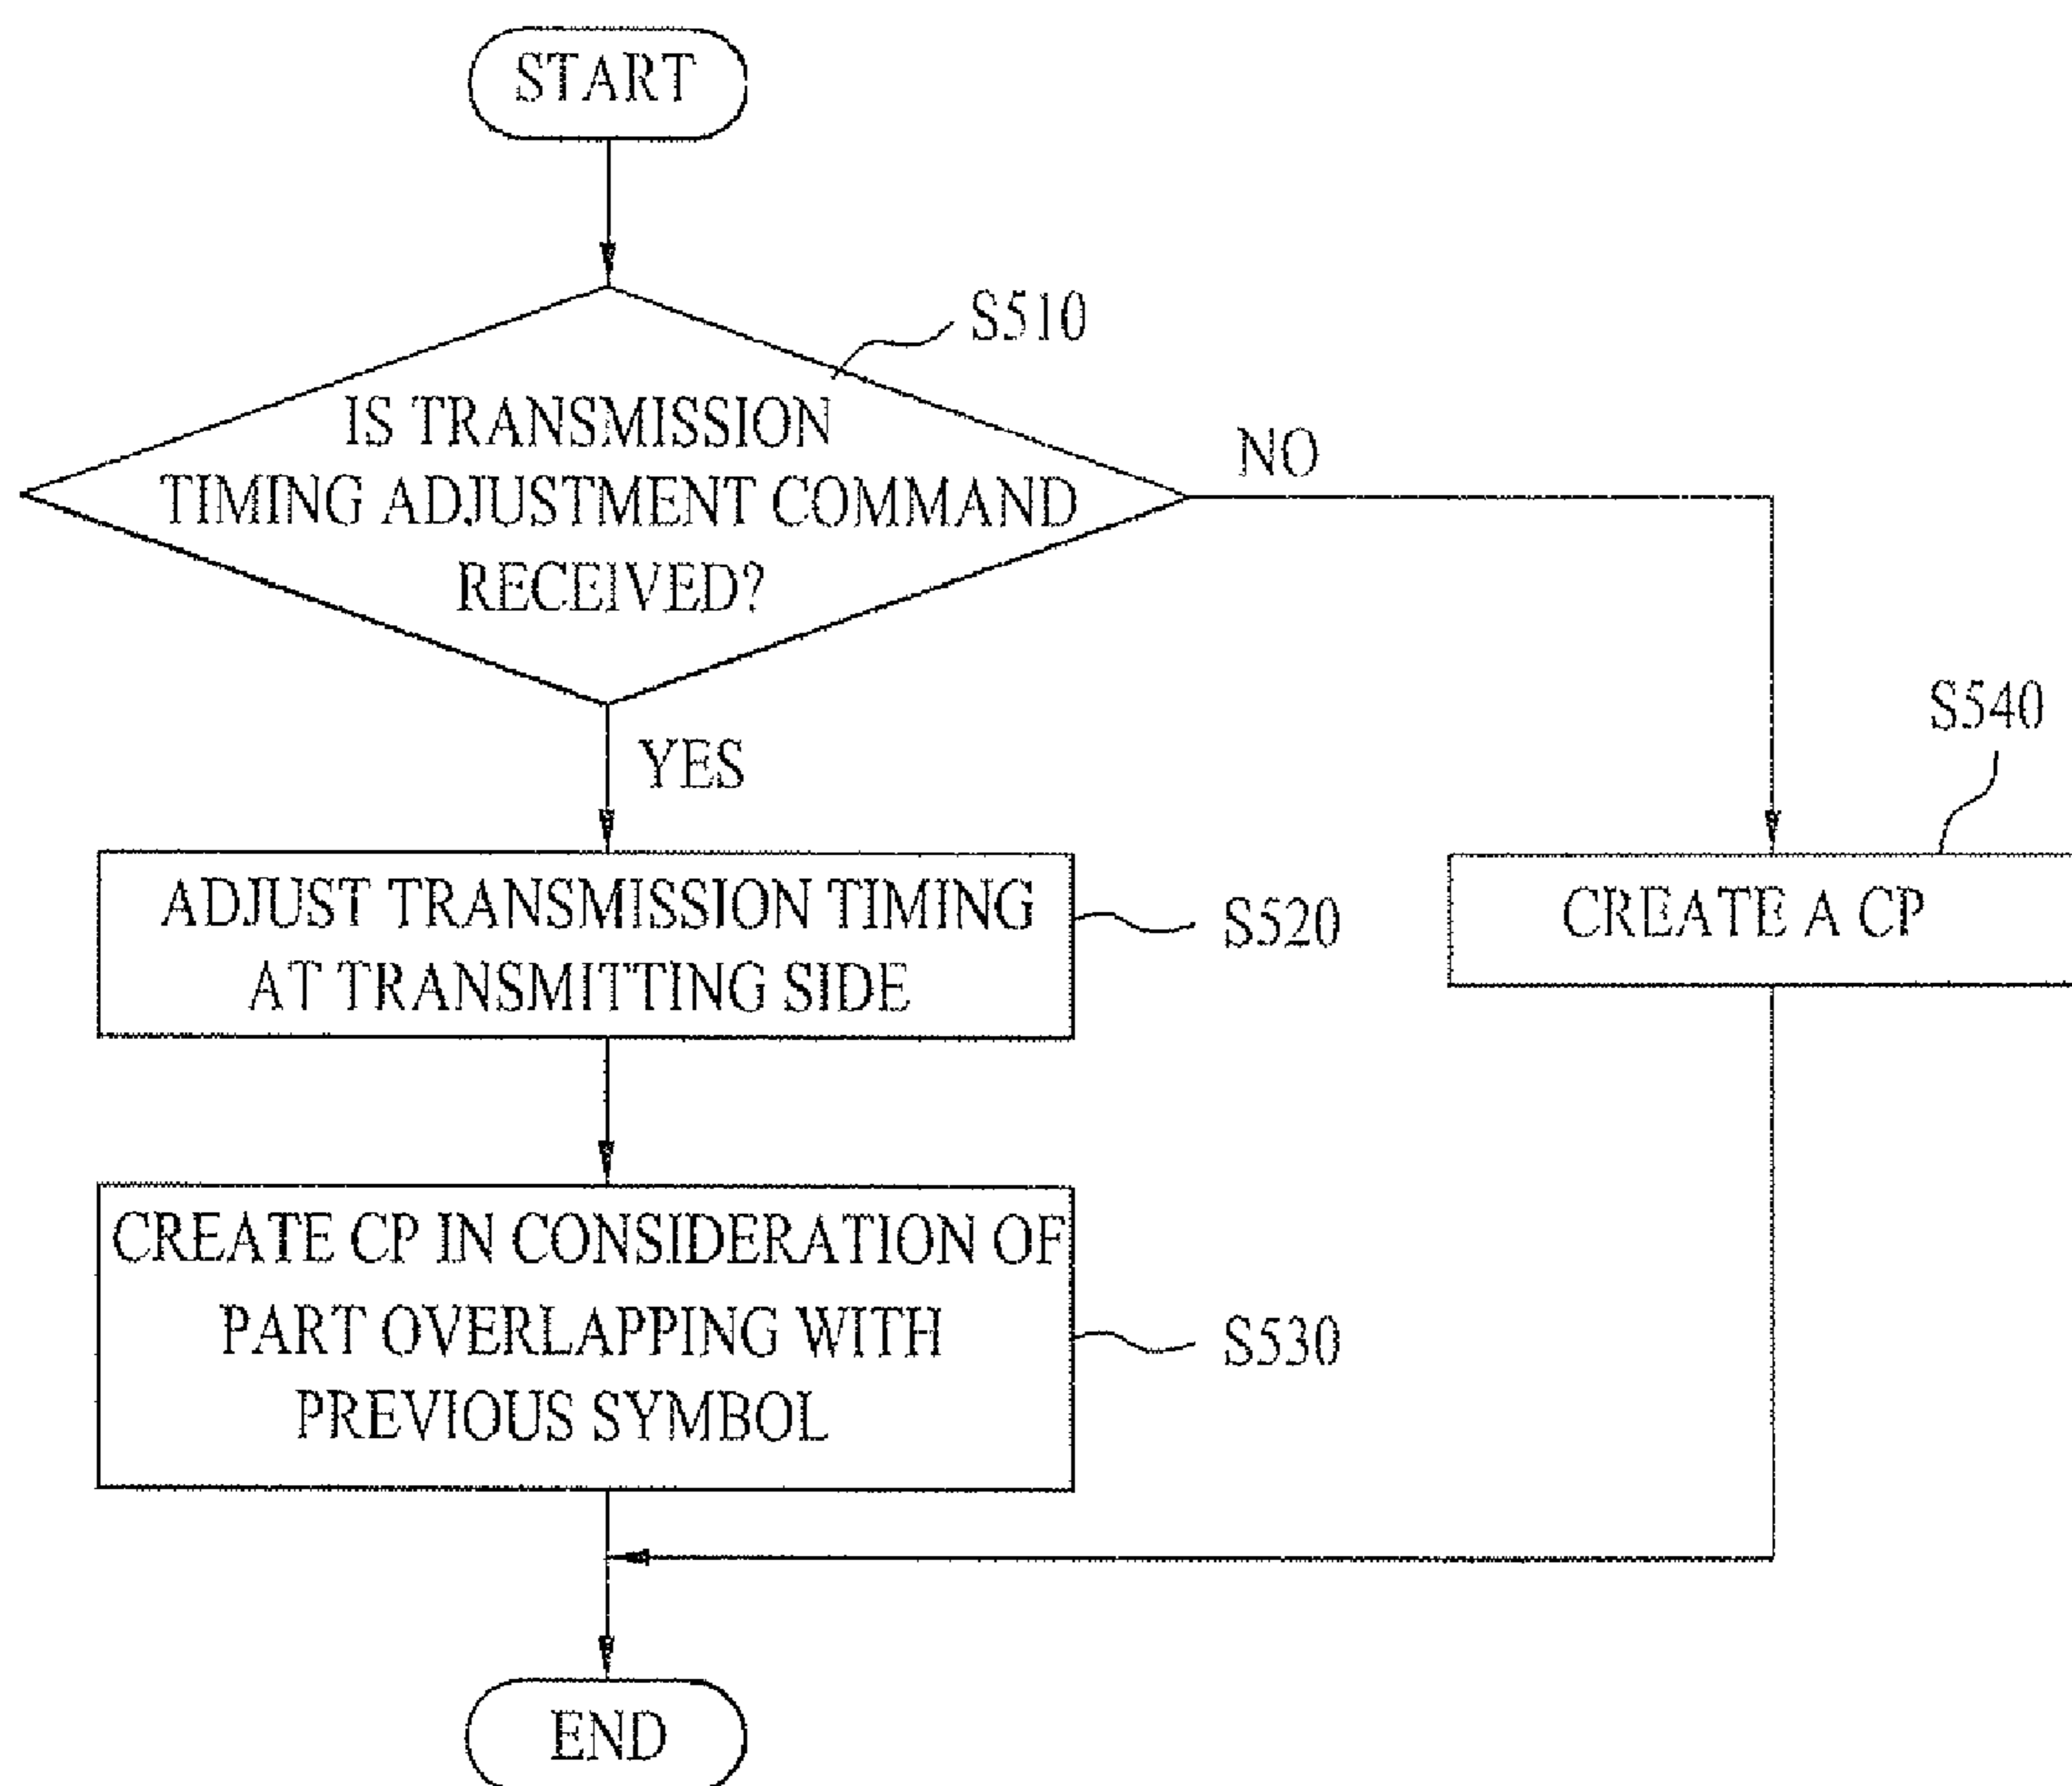 START
S510
IS TRANSMISSION
TIMING ADJUSTMENT COMMAND
RECEIVED?
NO
YES
S540
ADJUST TRANSMISSION TIMING
AT TRANSMITTING SIDE
S520
CREATE A CP
CREATE CP IN CONSIDERATION OF
PART OVERLAPPING WITH
PREVIOUS SYMBOL
S530
END